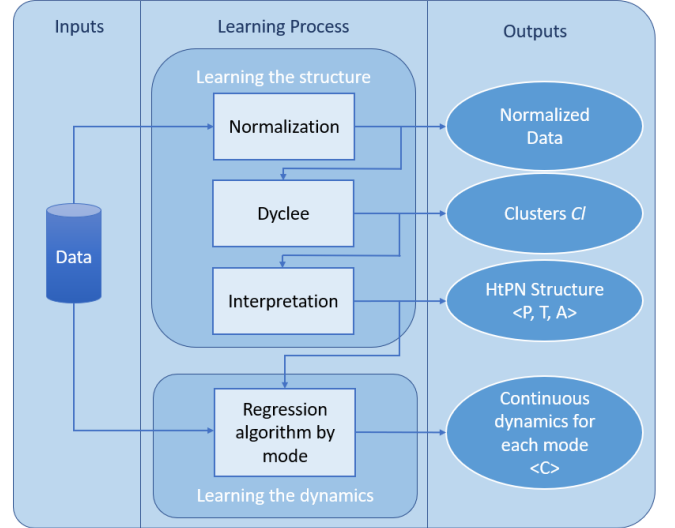 Inputs
Learning Process
Outputs
Learning the structure
Normalization
Normalized
Data
Dyclee
Clusters Cl
Data
Interpretation
HtPN Structure
<P, T, A>
Regression
algorithm by
mode
Continuous
dynamics for
each mode
<C>
Learning the dynamics